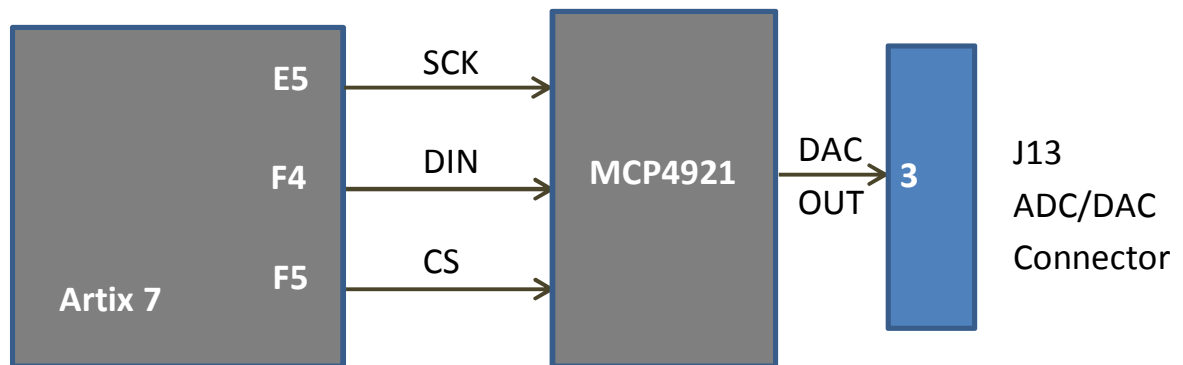 E5
SCK
F4
DIN
F5
CS
Artix 7
MCP4921
DAC
OUT
3
J13
ADC/DAC
Connector